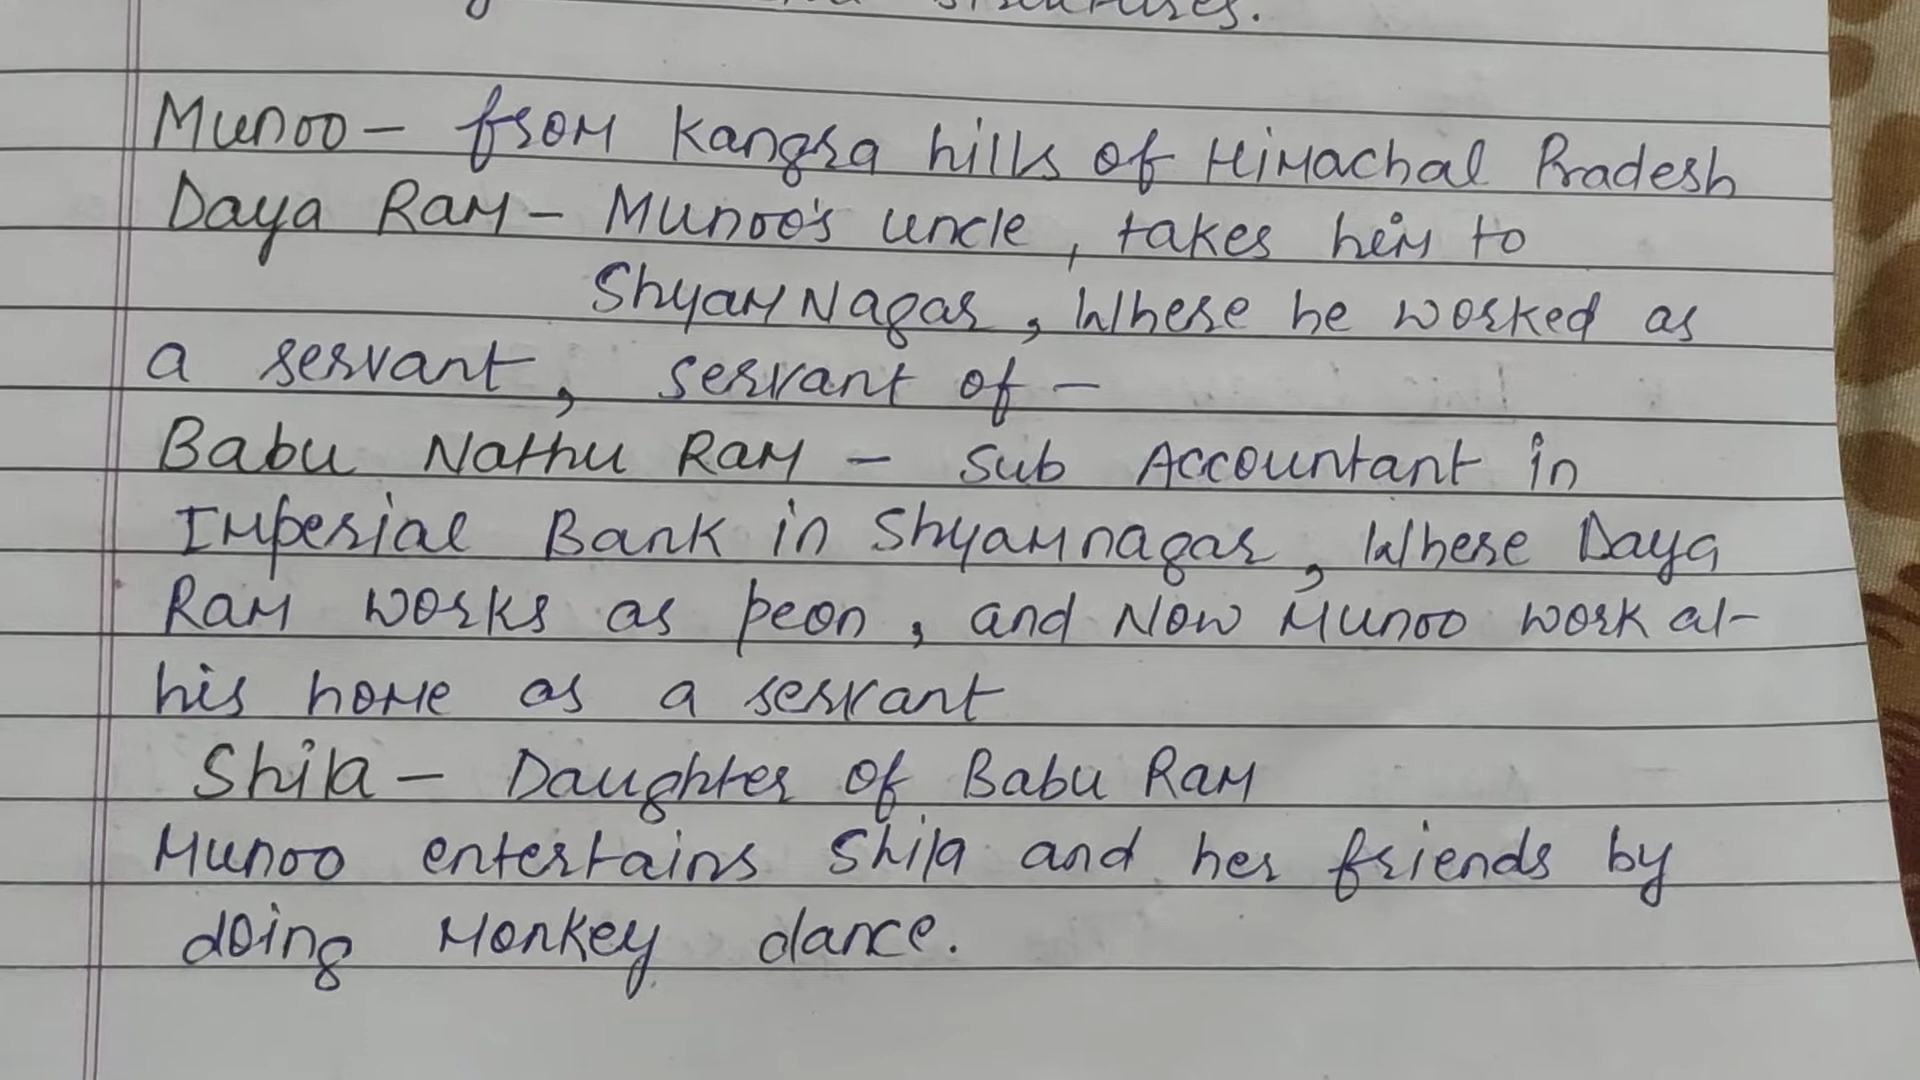 structures.
Munoo - from Kangra hills of Himachal Pradesh
Daya Ram - Munoo's uncle, takes him to
Shyam Nagar, Where he worked as
a servant, servant of -
Babu Nathu Ram - Sub Accountant in
Imperial Bank in Shyamnagar, Where Daya
Ram works as peon, and Now Munoo work at
his home as a servant
Shila - Daughter of Babu Ram
Munoo entertains Shila and her friends by
doing Monkey dance.